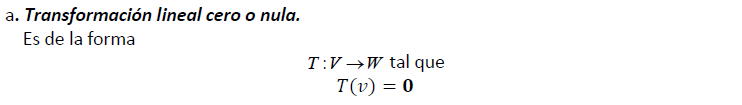 a. Transformación lineal cero o nula.
Es de la forma
T : V → W tal que
T(v) = 0